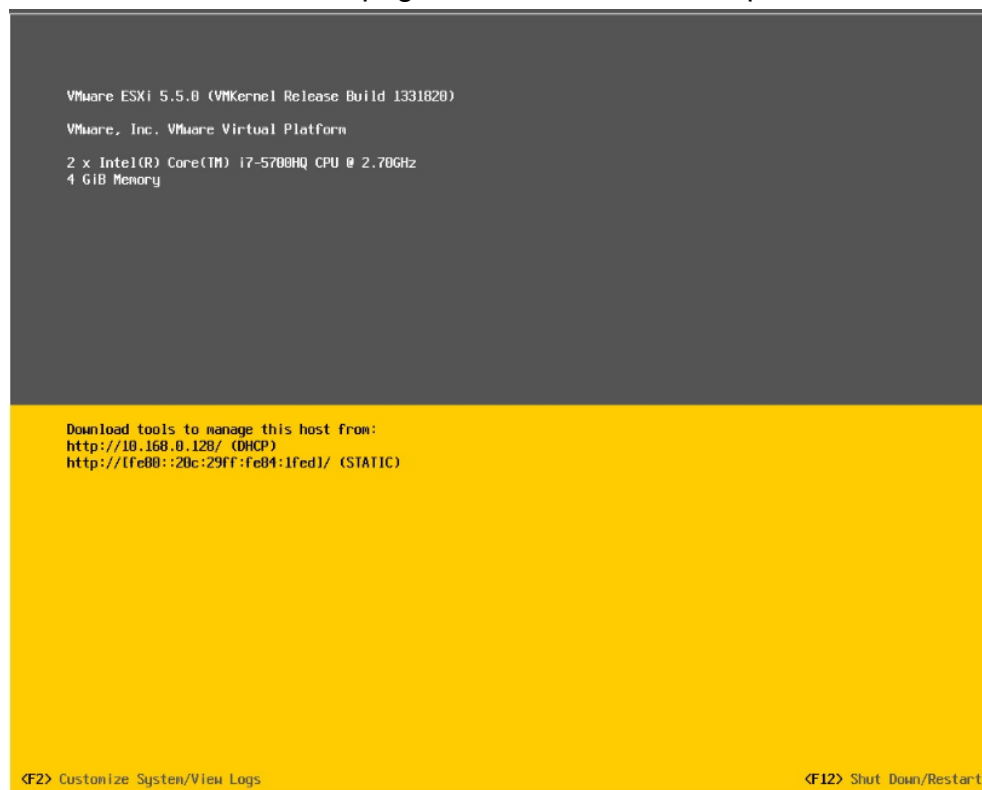 VMware ESXi 5.5.0 (VMKernel Release Build 1331820)
VMware, Inc. VMware Virtual Platform
2 x Intel(R) Core(TM) i7-5700HQ CPU @ 2.70GHz
4 GiB Memory
Download tools to manage this host from:
http://10.168.0.128/ (DHCP)
http://[fe80::20c:29ff:fe84:1fed]/ (STATIC)
<F2> Customize System/View Logs
<F12> Shut Down/Restart